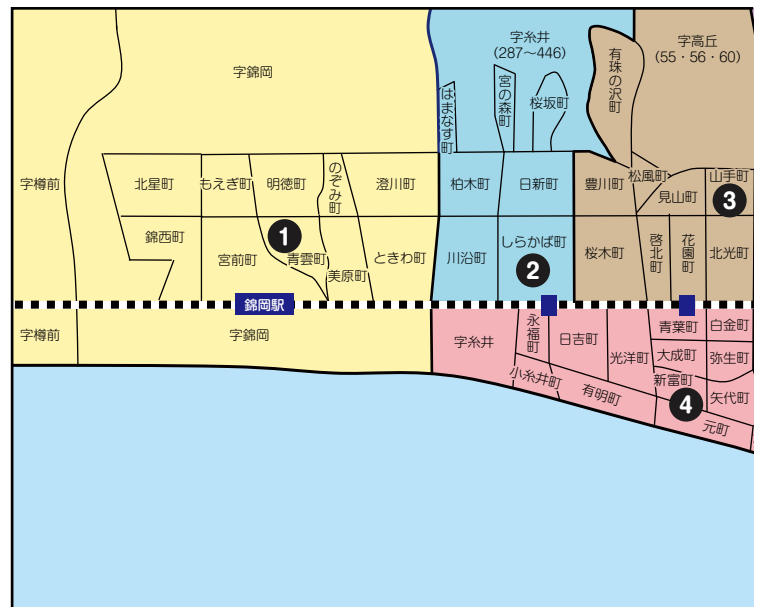 字糸井
(287～446)
字高丘
(55・56・60)
有珠の沢町
字錦岡
はまなす町
宮の森町
桜坂町
字樽前
北星町
もえぎ町
明徳町
のぞみ町
澄川町
柏木町
日新町
豊川町
松風町
見山町
山手町
3
錦西町
宮前町
1
青雲町
美原町
ときわ町
川沿町
しらかば町
2
桜木町
啓北町
花園町
北光町
錦岡駅
字樽前
字錦岡
字糸井
永福町
日吉町
光洋町
青葉町
白金町
大成町
弥生町
小糸井町
有明町
新富町
4
矢代町
元町